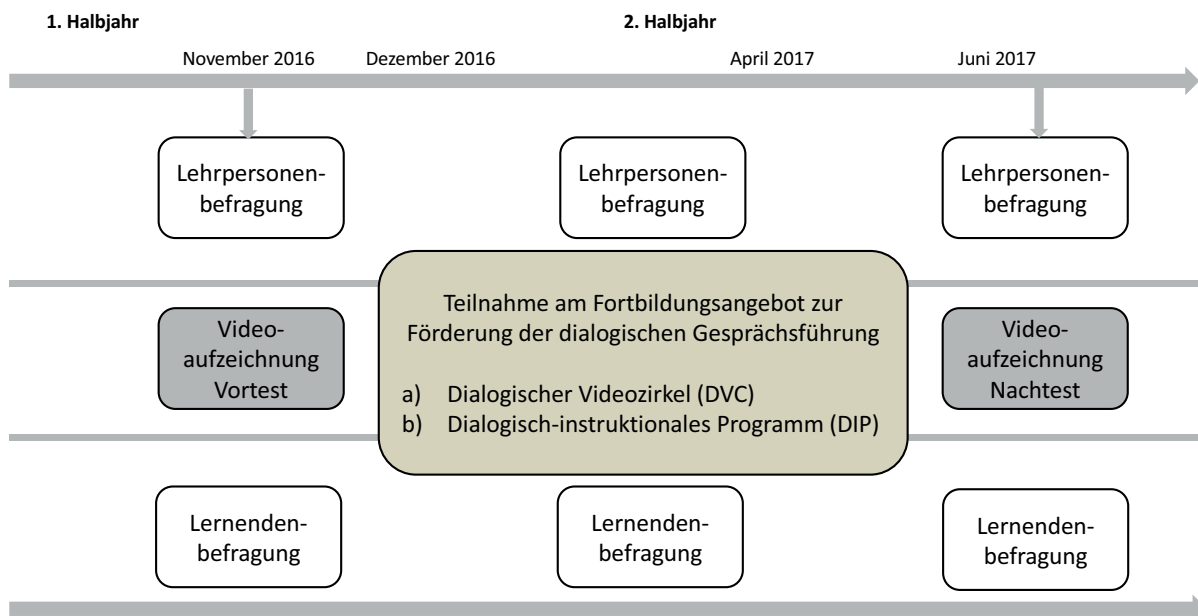 1. Halbjahr
2. Halbjahr
November 2016
Dezember 2016
April 2017
Juni 2017
Lehrpersonen-
befragung
Lehrpersonen-
befragung
Lehrpersonen-
befragung
Video-
aufzeichnung
Vortest
Teilnahme am Fortbildungsangebot zur
Förderung der dialogischen Gesprächsführung
a) Dialogischer Videozirkel (DVC)
b) Dialogisch-instruktionales Programm (DIP)
Video-
aufzeichnung
Nachtest
Lernenden-
befragung
Lernenden-
befragung
Lernenden-
befragung